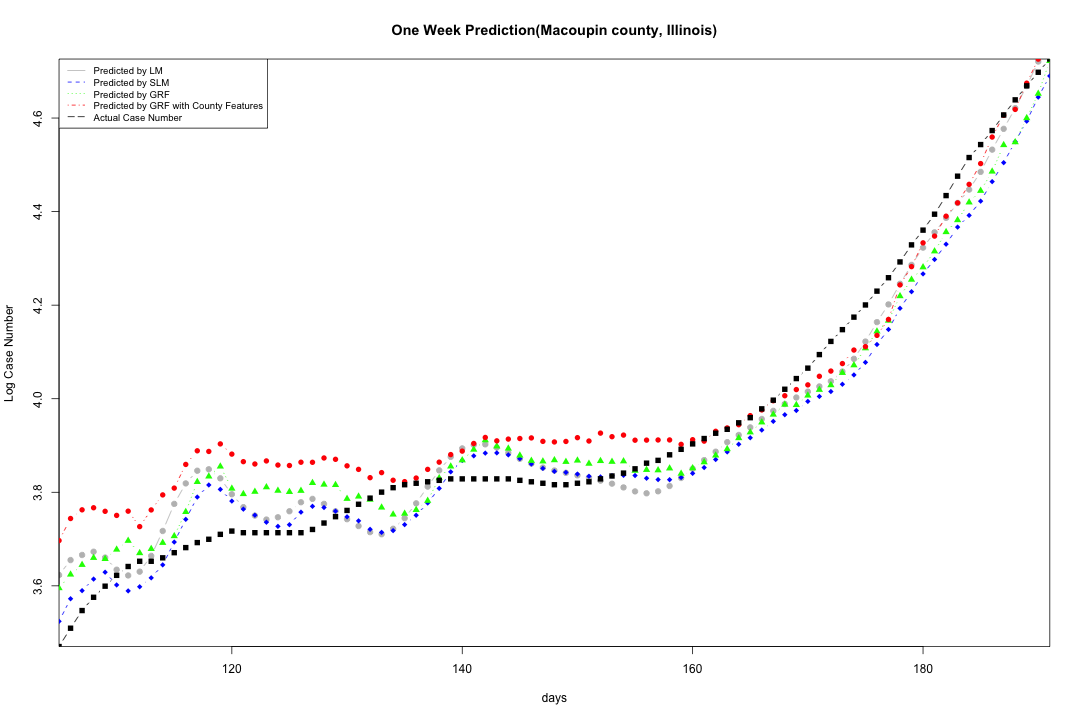 One Week Prediction(Macoupin county, Illinois)
Predicted by LM
Predicted by SLM
Predicted by GRF
Predicted by GRF with County Features
Actual Case Number
4.6
4.4
4.2
4.0
3.8
3.6
Log Case Number
120 140 160 180
days